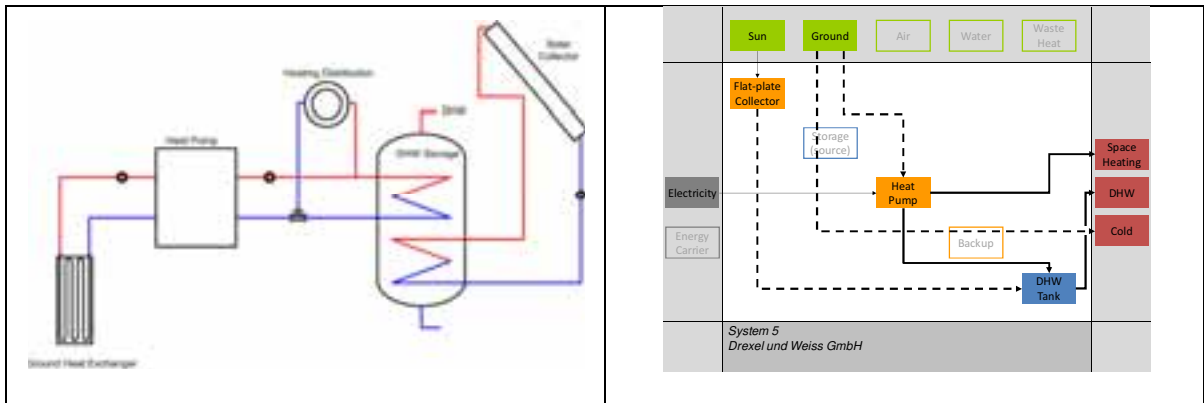 Solar
Collector
Heating Distribution
DHW
DHW Storage
Heat Pump
Ground Heat Exchanger
Sun
Ground
Air
Water
Waste
Heat
Flat-plate
Collector
Storage
(source)
Space
Heating
Electricity
Heat
Pump
DHW
Energy
Carrier
Backup
Cold
DHW
Tank
System 5
Drexel und Weiss GmbH